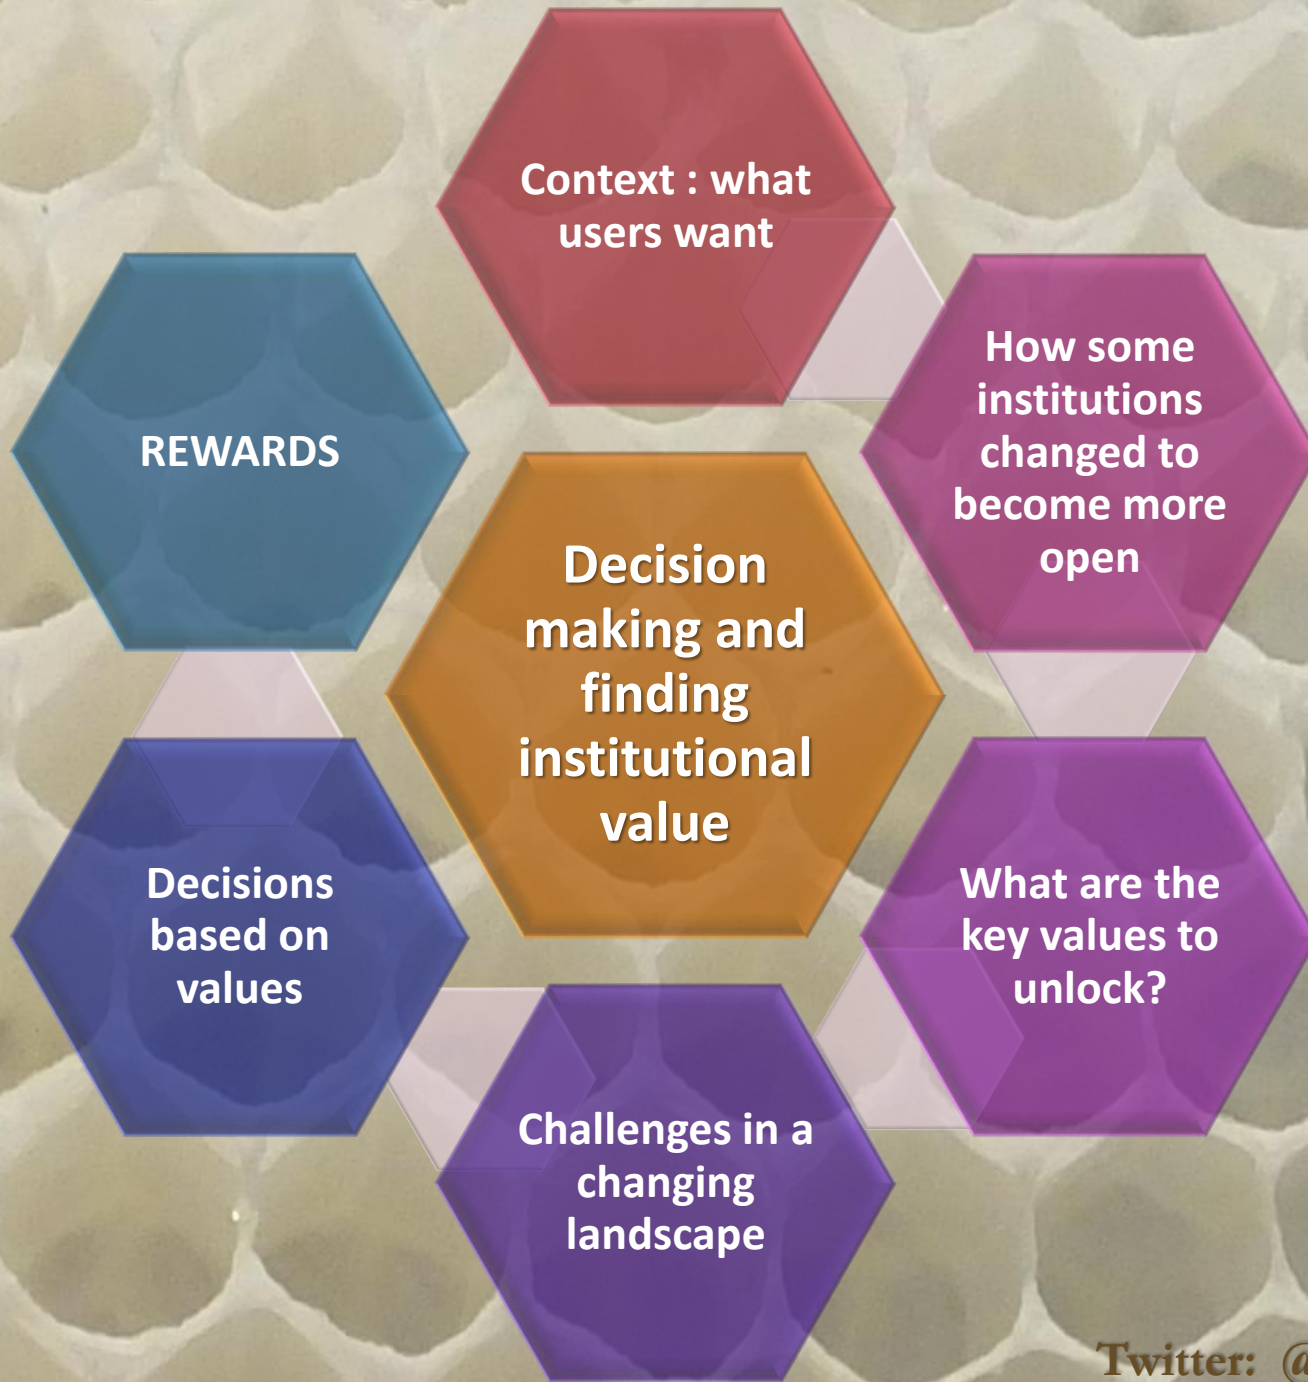 Context : what
users want
How some
institutions
changed to
become more
open
What are the
key values to
unlock?
Challenges in a
changing
landscape
Decisions
based on
values
REWARDS
Decision
making and
finding
institutional
value
Twitter: @